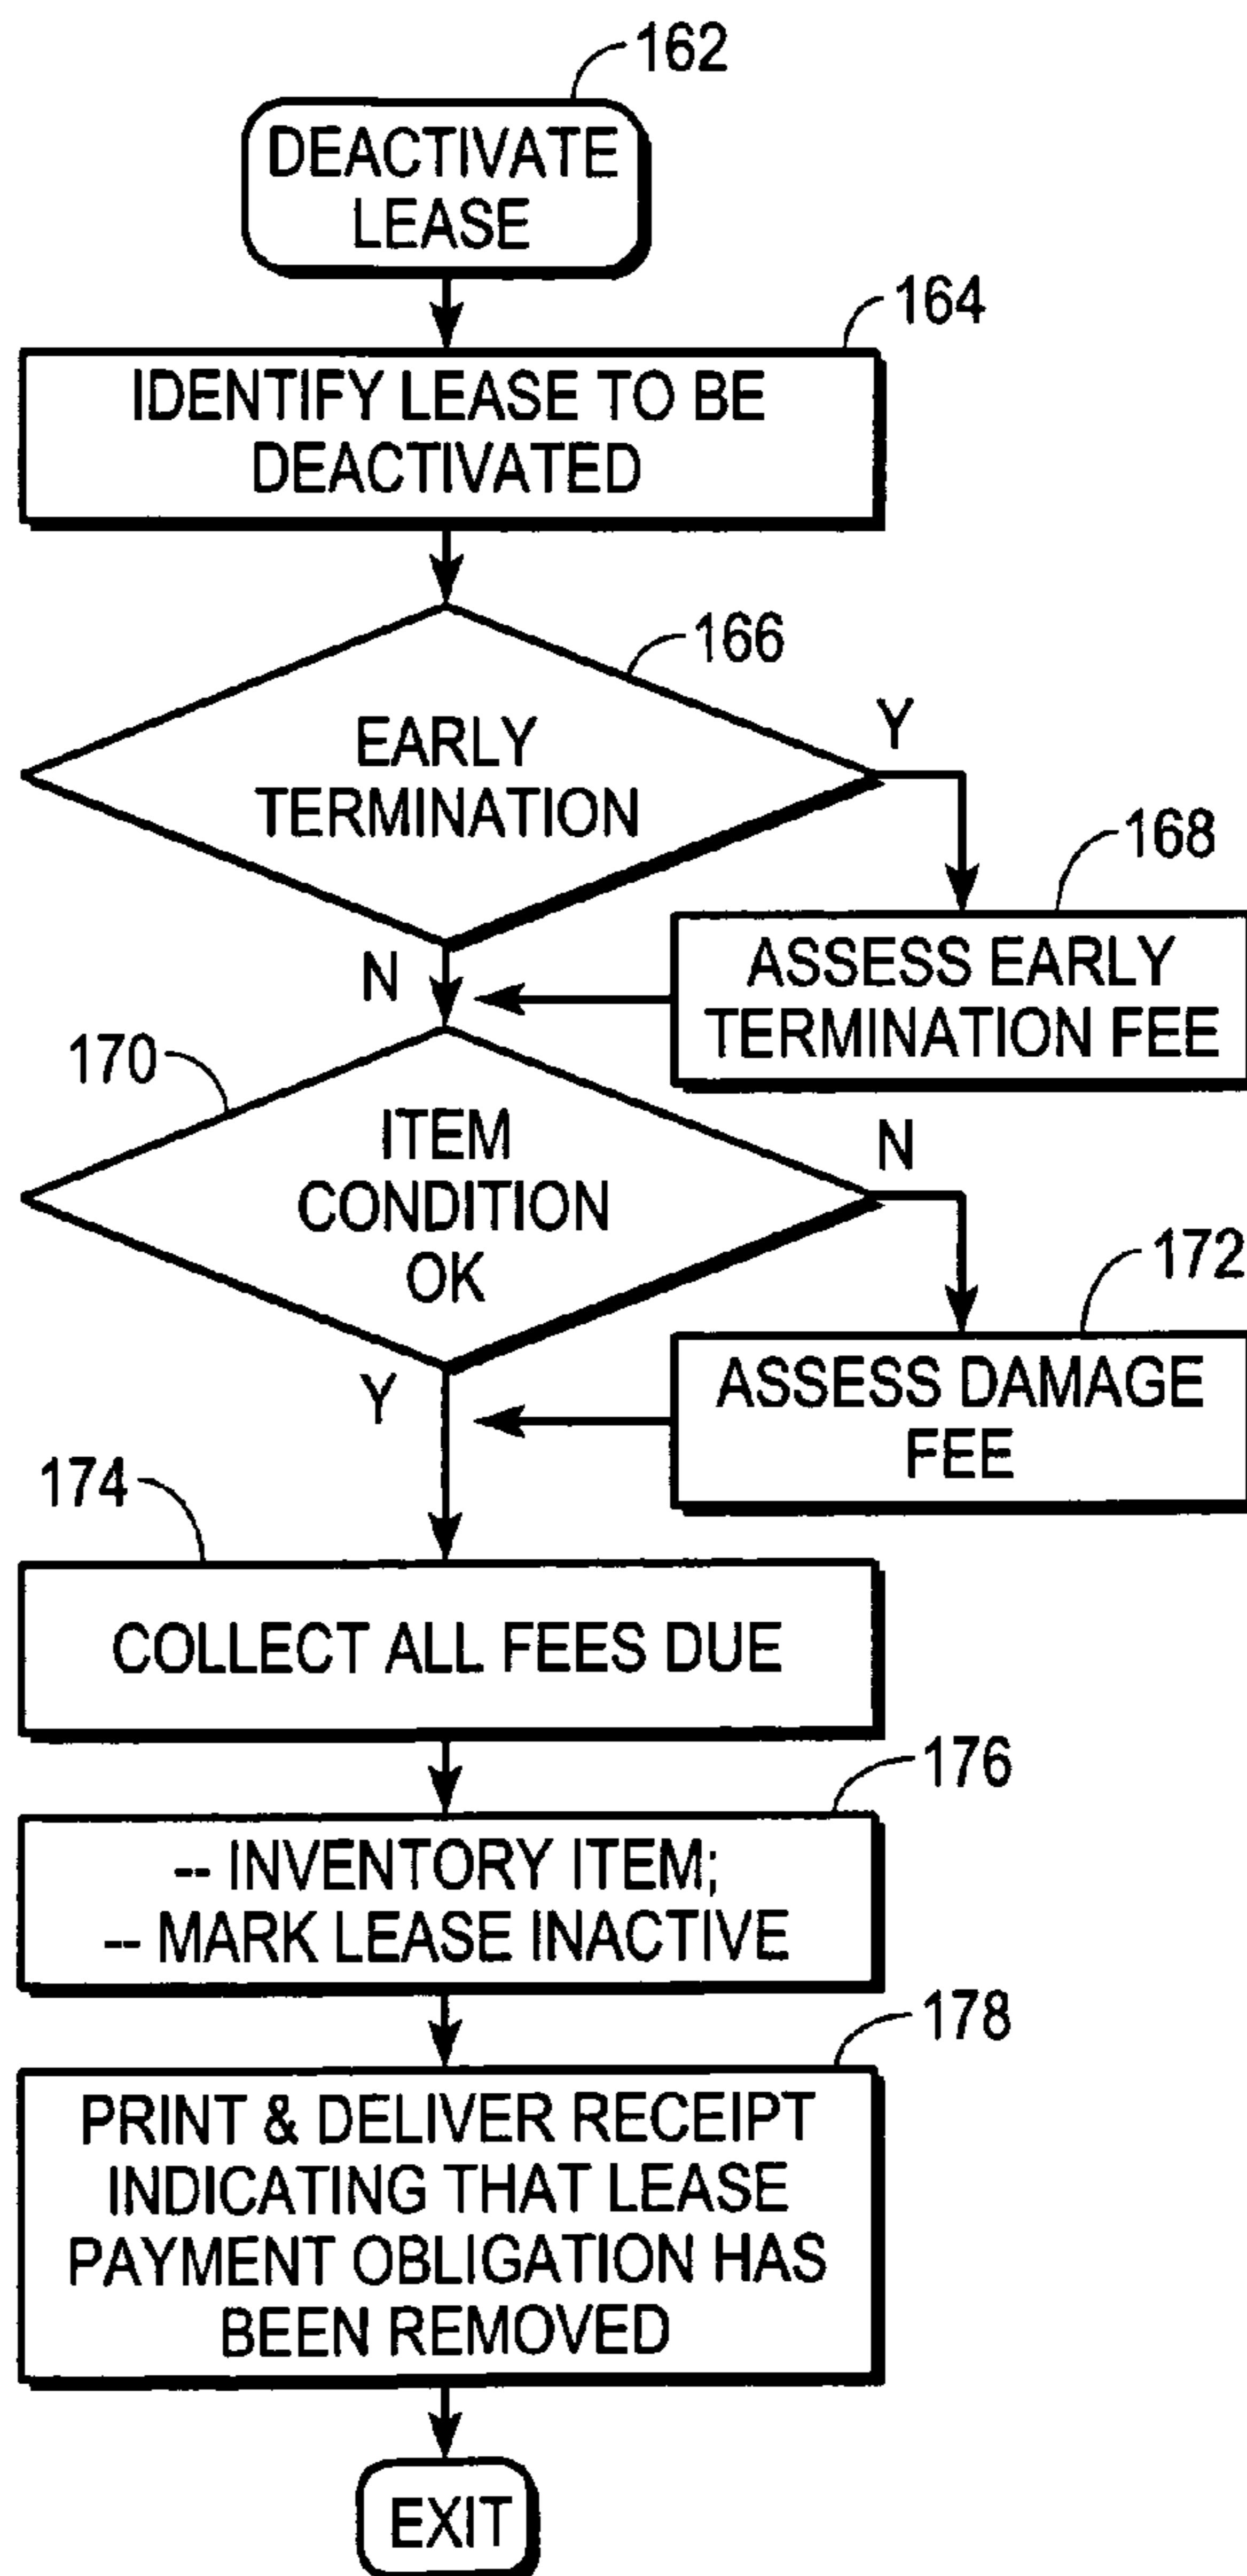 162
DEACTIVATE
LEASE
164
IDENTIFY LEASE TO BE
DEACTIVATED
166
EARLY
TERMINATION
Y
168
ASSESS EARLY
TERMINATION FEE
N
170
ITEM
CONDITION
OK
N
172
ASSESS DAMAGE
FEE
Y
174
COLLECT ALL FEES DUE
176
-- INVENTORY ITEM;
-- MARK LEASE INACTIVE
178
PRINT & DELIVER RECEIPT
INDICATING THAT LEASE
PAYMENT OBLIGATION HAS
BEEN REMOVED
EXIT